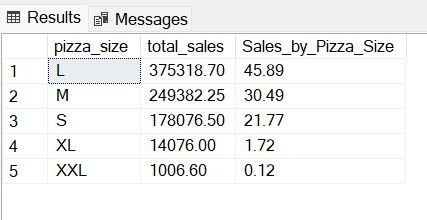 Results Messages
pizza_size total_sales Sales_by_Pizza_Size
1 L 375318.70 45.89
2 M 249382.25 30.49
3 S 178076.50 21.77
4 XL 14076.00 1.72
5 XXL 1006.60 0.12